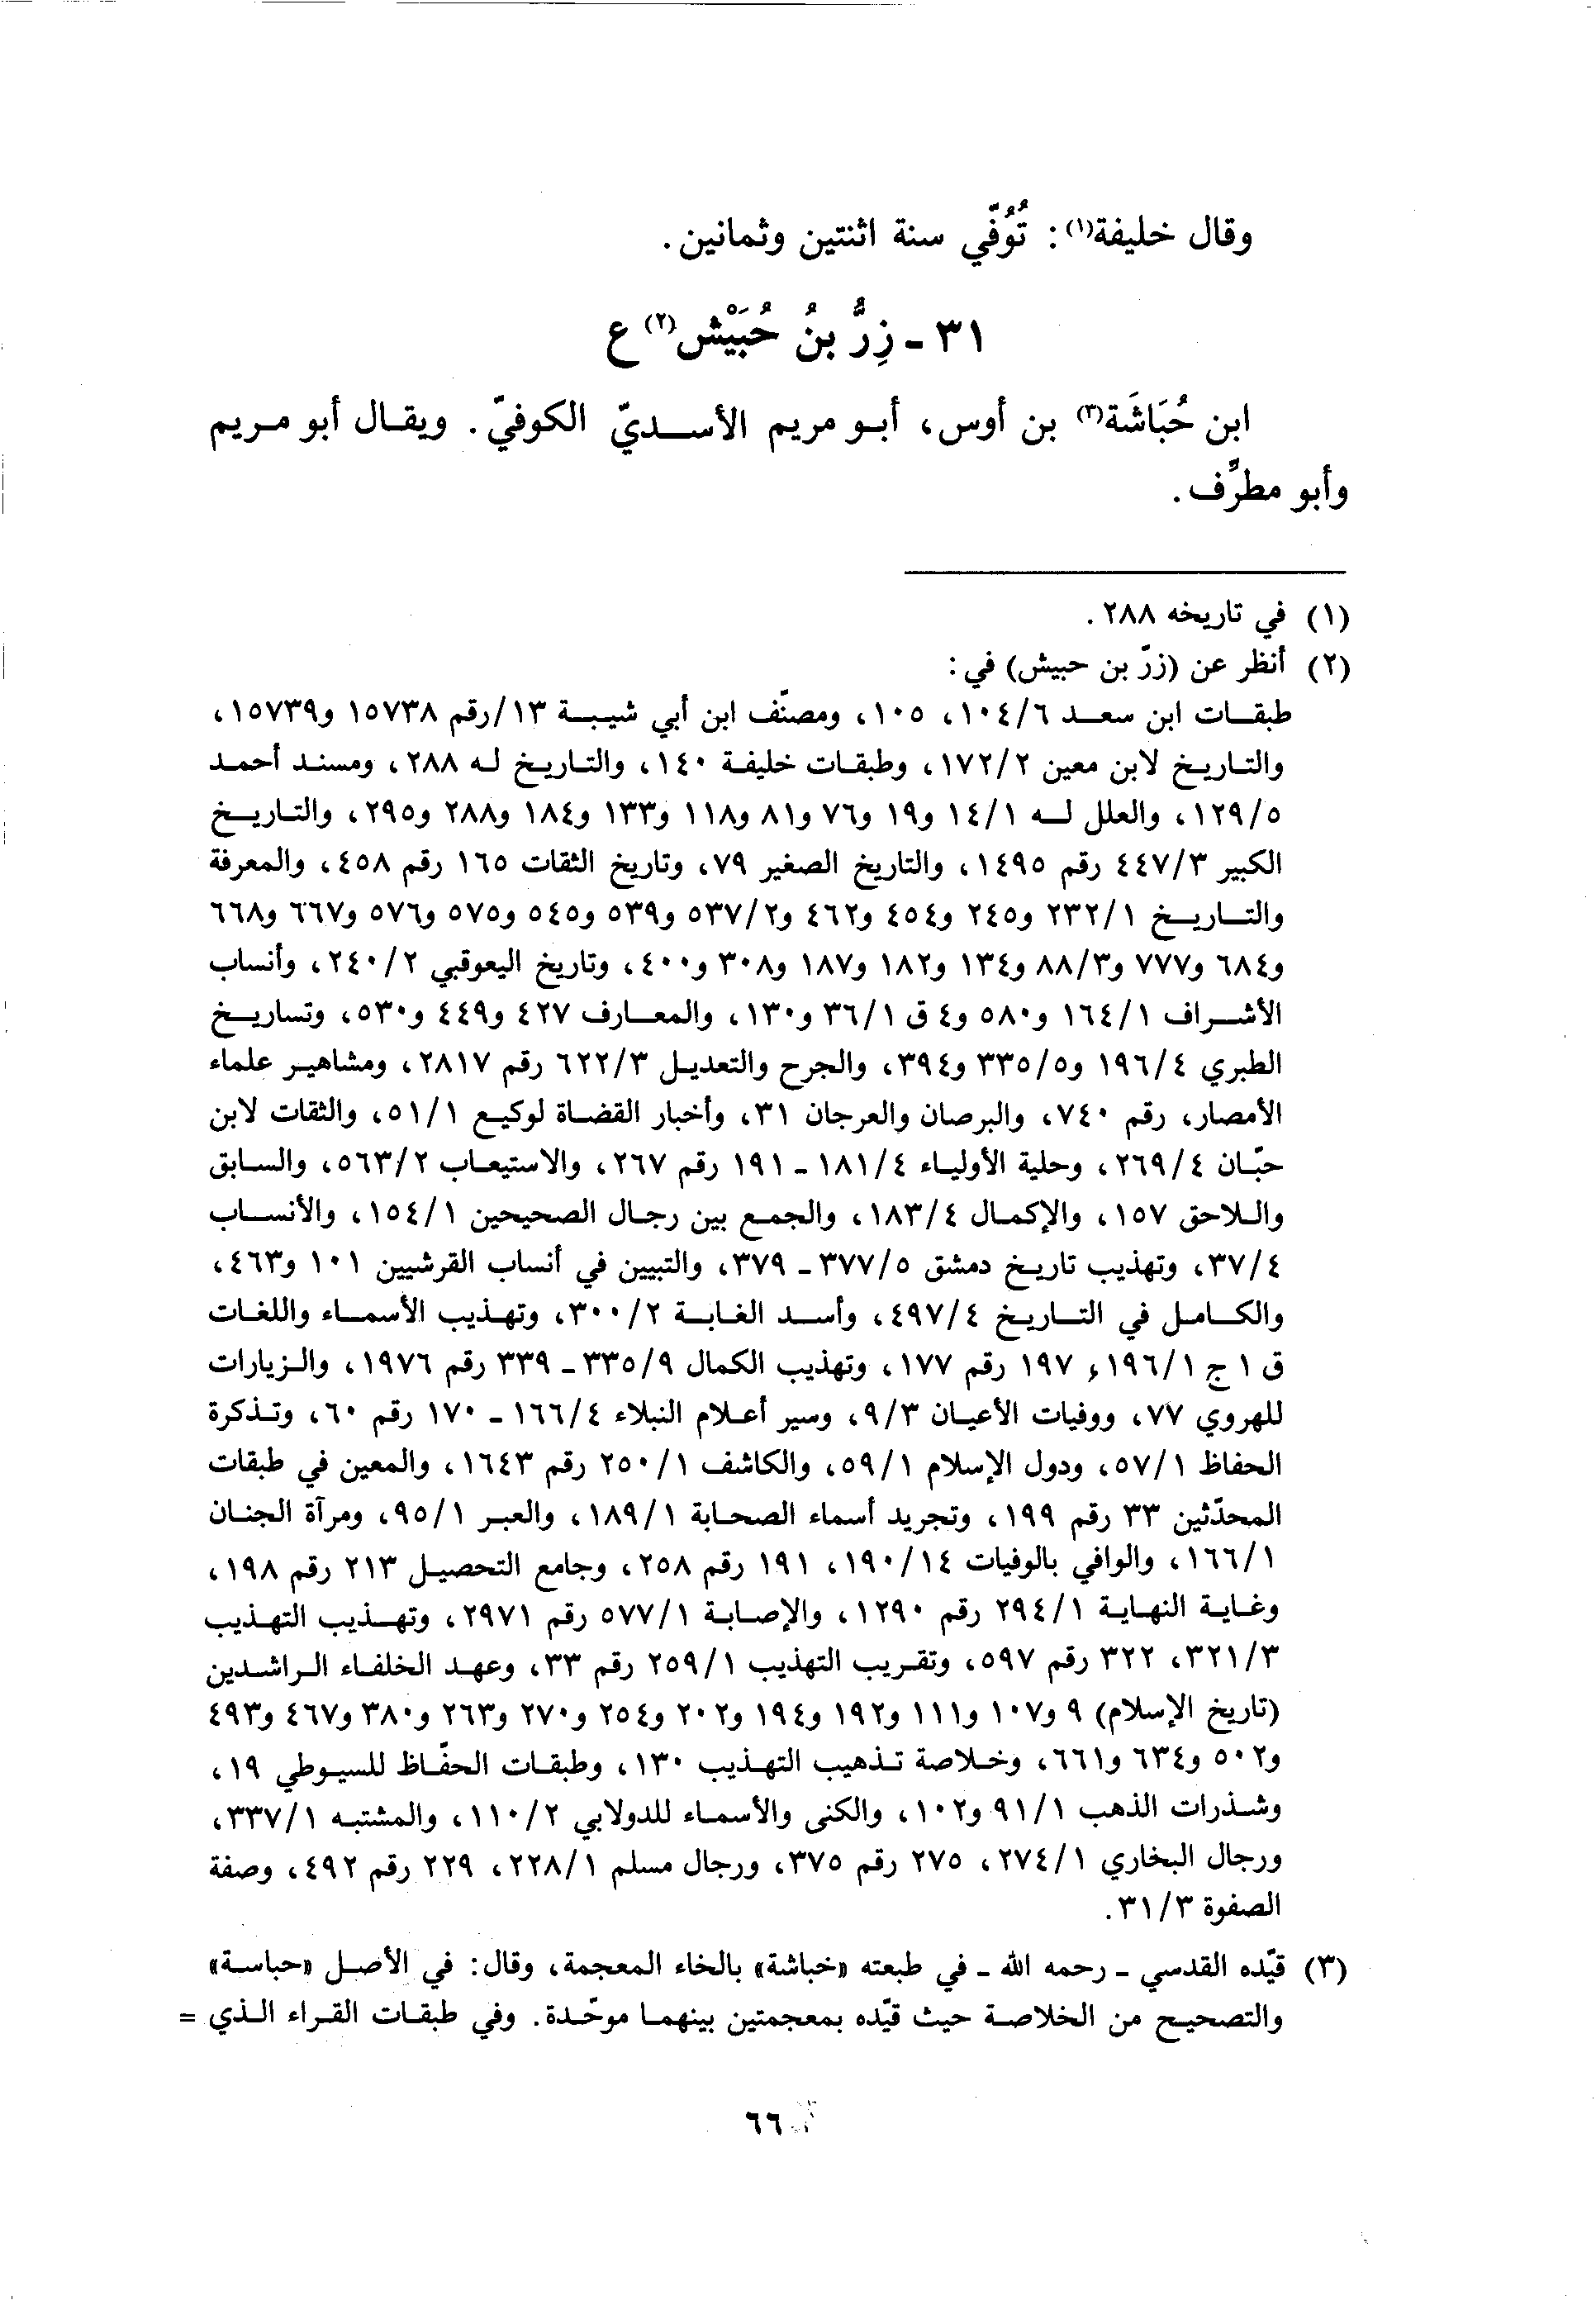 وقال خليفة(١): تُوُفّي سنة اثنتين وثمانين.
٣١ - زِرُّ بنُ حُبَيْش(٢) ع
ابن حُبَاشَة(٣) بن أوس، أبو مريم الأسديّ الكوفيّ. ويقال أبو مريم
وأبو مطرِّف.
(١) في تاريخه ٢٨٨.
(٢) أنظر عن (زرّ بن حبيش) في:
طبقات ابن سعد ١٠٤/٦، ١٠٥، ومصنّف ابن أبي شيبة ١٣/رقم ١٥٧٣٨ و١٥٧٣٩،
والتاريخ لابن معين ١٧٢/٢، وطبقات خليفة ١٤٠، والتاريخ له ٢٨٨، ومسند أحمد
١٢٩/٥، والعلل له ١٤/١ و١٩ و٧٦ و٨١ و١١٨ و١٣٣ و١٨٤ و٢٨٨ و٢٩٥، والتاريخ
الكبير ٤٤٧/٣ رقم ١٤٩٥، والتاريخ الصغير ٧٩، وتاريخ الثقات ١٦٥ رقم ٤٥٨، والمعرفة
والتاريخ ٢٣٢/١ و٢٤٥ و٤٥٤ و٤٦٢ و٥٣٧/٢ و٥٣٩ و٥٤٥ و٥٧٥ و٥٧٦ و٦٦٧ و٦٦٨
و٦٨٤ و٧٧٧ و٨٨/٣ و١٣٤ و١٨٢ و١٨٧ و٣٠٨ و٤٠٠، وتاريخ اليعوقبي ٢٤٠/٢، وأنساب
الأشراف ١٦٤/١ و٥٨٠ و٤ ق ٣٦/١ و١٣٠، والمعارف ٤٢٧ و٤٤٩ و٥٣٠، وتساريخ
الطبري ١٩٦/٤ و٣٣٥/٥ و٣٩٤، والجرح والتعديل ٦٢٢/٣ رقم ٢٨١٧، ومشاهير علماء
الأمصار، رقم ٧٤٠، والبرصان والعرجان ٣١، وأخبار القضاة لوكيع ٥١/١، والثقات لابن
حبّان ٢٦٩/٤، وحلية الأولياء ١٨١/٤ - ١٩١ رقم ٢٦٧، والاستيعاب ٥٦٣/٢، والسابق
واللاحق ١٥٧، والإكمال ١٨٣/٤، والجمع بين رجال الصحيحين ١٥٤/١، والأنساب
٣٧/٤، وتهذيب تاريخ دمشق ٣٧٧/٥ - ٣٧٩، والتبيين في أنساب القرشيين ١٠١ و٤٦٣،
والكامل في التاريخ ٤٩٧/٤، وأسد الغابة ٣٠٠/٢، وتهذيب الأسماء واللغات
ق ١ ج ١٩٦/١، ١٩٧ رقم ١٧٧، وتهذيب الكمال ٣٣٥/٩ - ٣٣٩ رقم ١٩٧٦، والزيارات
للهروي ٧٧، ووفيات الأعيان ٩/٣، وسير أعلام النبلاء ١٦٦/٤ - ١٧٠ رقم ٦٠، وتذكرة
الحفاظ ٥٧/١، ودول الإسلام ٥٩/١، والكاشف ٢٥٠/١ رقم ١٦٤٣، والمعين في طبقات
المحدّثين ٣٣ رقم ١٩٩، وتجريد أسماء الصحابة ١٨٩/١، والعبر ٩٥/١، ومرآة الجنان
١٦٦/١، والوافي بالوفيات ١٩٠/١٤، ١٩١ رقم ٢٥٨، وجامع التحصيل ٢١٣ رقم ١٩٨،
وغاية النهاية ٢٩٤/١ رقم ١٢٩٠، والإصابة ٥٧٧/١ رقم ٢٩٧١، وتهذيب التهذيب
٣٢١/٣، ٣٢٢ رقم ٥٩٧، وتقريب التهذيب ٢٥٩/١ رقم ٣٣، وعهد الخلفاء الراشدين
(تاريخ الإسلام) ٩ و١٠٧ و١١١ و١٩٢ و١٩٤ و٢٠٢ و٢٥٤ و٢٧٠ و٢٦٣ و٣٨٠ و٤٦٧ و٤٩٣
و٥٠٢ و٦٣٤ و٦٦١، وخلاصة تذهيب التهذيب ١٣٠، وطبقات الحفّاظ للسيوطي ١٩،
وشذرات الذهب ٩١/١ و١٠٢، والكنى والأسماء للدولابي ١١٠/٢، والمشتبه ٣٣٧/١،
ورجال البخاري ٢٧٤/١، ٢٧٥ رقم ٣٧٥، ورجال مسلم ٢٢٨/١، ٢٢٩ رقم ٤٩٢، وصفة
الصفوة ٣١/٣.
(٣) قيّده القدسي - رحمه الله - في طبعته «خباشة» بالخاء المعجمة، وقال: في الأصل «حباسة»
والتصحيح من الخلاصة حيث قيّده بمعجمتين بينهما موحّدة. وفي طبقات القراء الذي =
٦٦